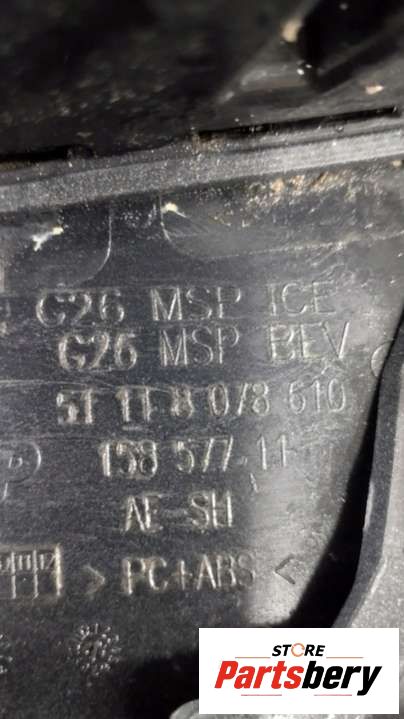 G26 MSP ICE
G26 MSP BEV
51 11 8 078 610
158 577-11
AE-SH
>PC+ABS<
STORE
Partsbery